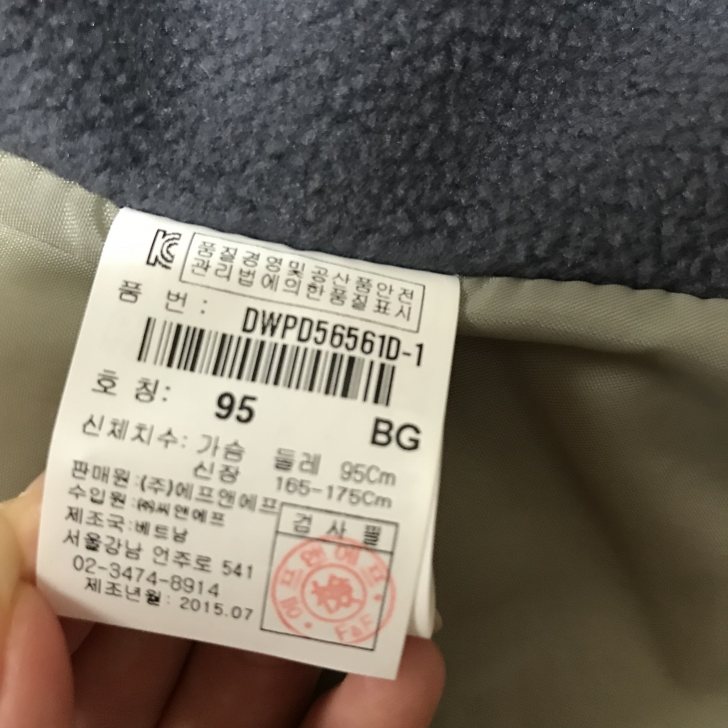 품질경영 및 공산품안전
관리법에 의한 품질표시
품 번 : DWPD56561D-1
호칭: 95 BG
신체치수: 가슴 둘레 95Cm
신장 165-175Cm
판매원:(주)에프앤에프
수입원:㈜씨앤에프
제조국:베트남
서울강남 언주로 541
02-3474-8914
제조년월: 2015.07
검 사 필
에프앤에프
F&F